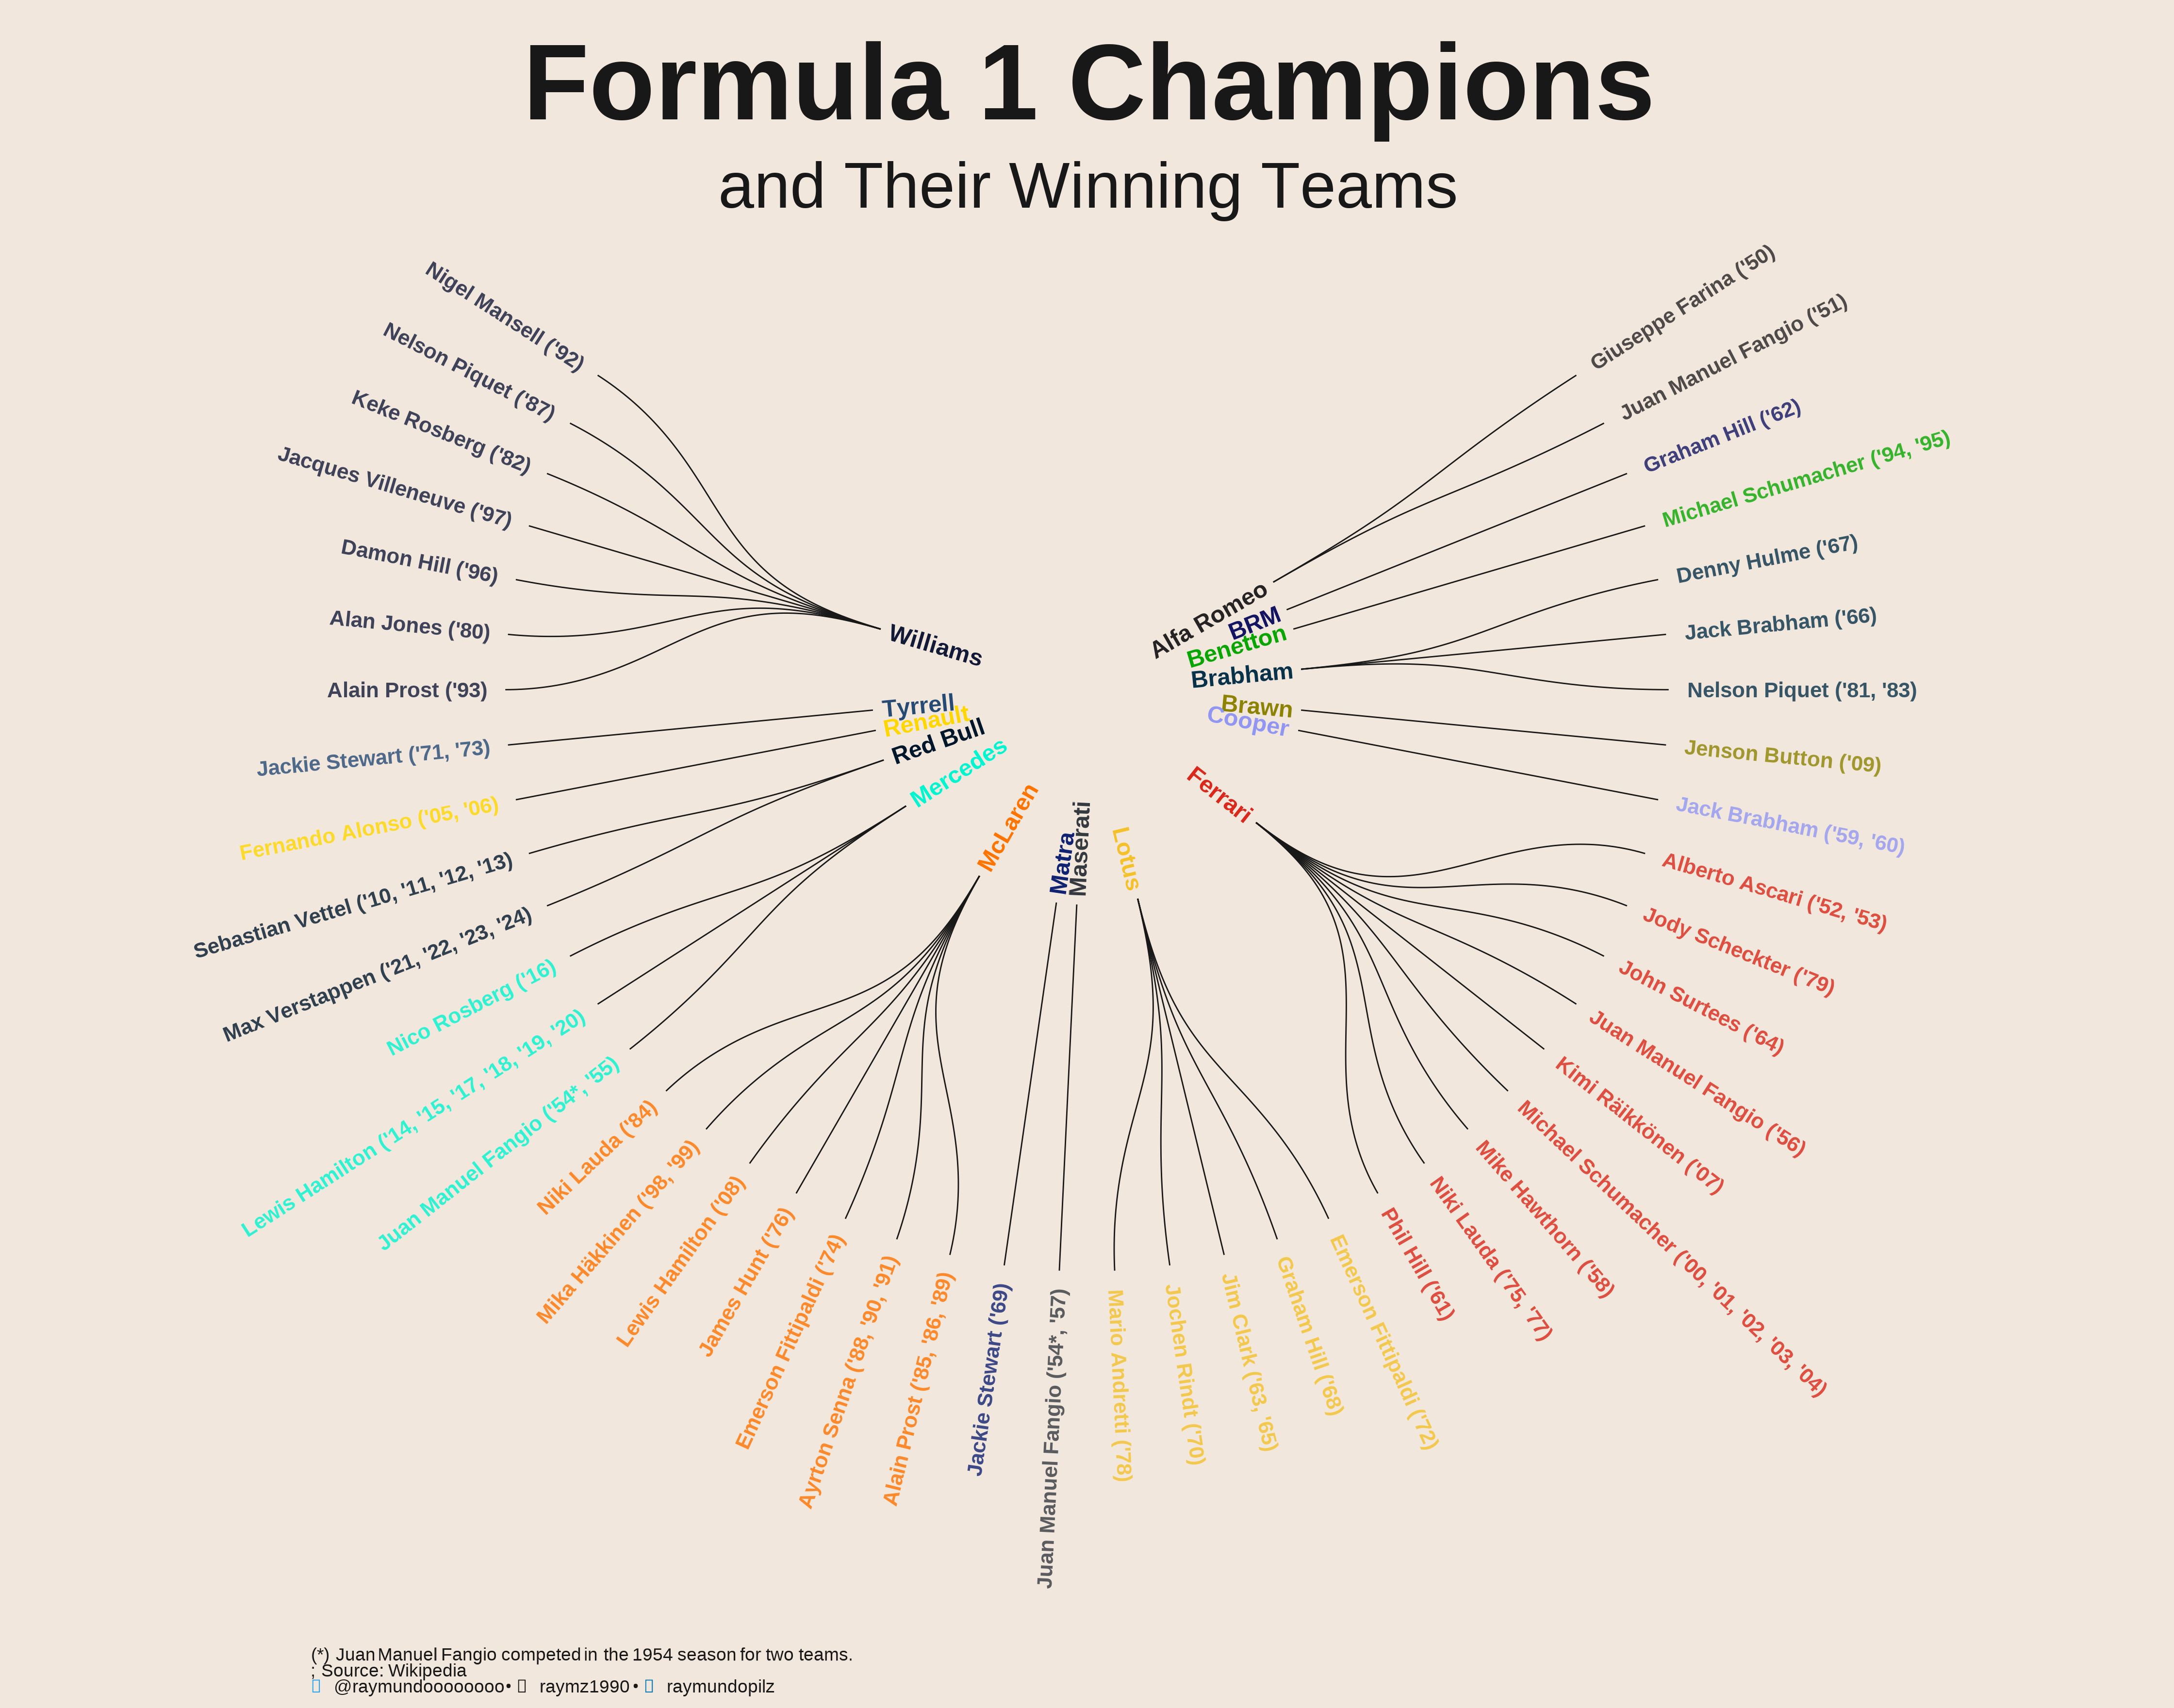 Formula 1 Champions
and Their Winning Teams
Alfa Romeo
Giuseppe Farina ('50)
Juan Manuel Fangio ('51)
BRM
Graham Hill ('62)
Benetton
Michael Schumacher ('94, '95)
Brabham
Denny Hulme ('67)
Jack Brabham ('66)
Nelson Piquet ('81, '83)
Brawn
Jenson Button ('09)
Cooper
Jack Brabham ('59, '60)
Ferrari
Alberto Ascari ('52, '53)
Jody Scheckter ('79)
John Surtees ('64)
Juan Manuel Fangio ('56)
Kimi Räikkönen ('07)
Michael Schumacher ('00, '01, '02, '03, '04)
Mike Hawthorn ('58)
Niki Lauda ('75, '77)
Phil Hill ('61)
Lotus
Emerson Fittipaldi ('72)
Graham Hill ('68)
Jim Clark ('63, '65)
Jochen Rindt ('70)
Mario Andretti ('78)
Maserati
Juan Manuel Fangio ('54*, '57)
Matra
Jackie Stewart ('69)
McLaren
Alain Prost ('85, '86, '89)
Ayrton Senna ('88, '90, '91)
Emerson Fittipaldi ('74)
James Hunt ('76)
Lewis Hamilton ('08)
Mika Häkkinen ('98, '99)
Niki Lauda ('84)
Mercedes
Juan Manuel Fangio ('54*, '55)
Lewis Hamilton ('14, '15, '17, '18, '19, '20)
Nico Rosberg ('16)
Red Bull
Max Verstappen ('21, '22, '23, '24)
Sebastian Vettel ('10, '11, '12, '13)
Renault
Fernando Alonso ('05, '06)
Tyrrell
Jackie Stewart ('71, '73)
Williams
Alain Prost ('93)
Alan Jones ('80)
Damon Hill ('96)
Jacques Villeneuve ('97)
Keke Rosberg ('82)
Nelson Piquet ('87)
Nigel Mansell ('92)
(*) Juan Manuel Fangio competed in the 1954 season for two teams.
; Source: Wikipedia
@raymundoooooooo • raymz1990 • raymundopilz